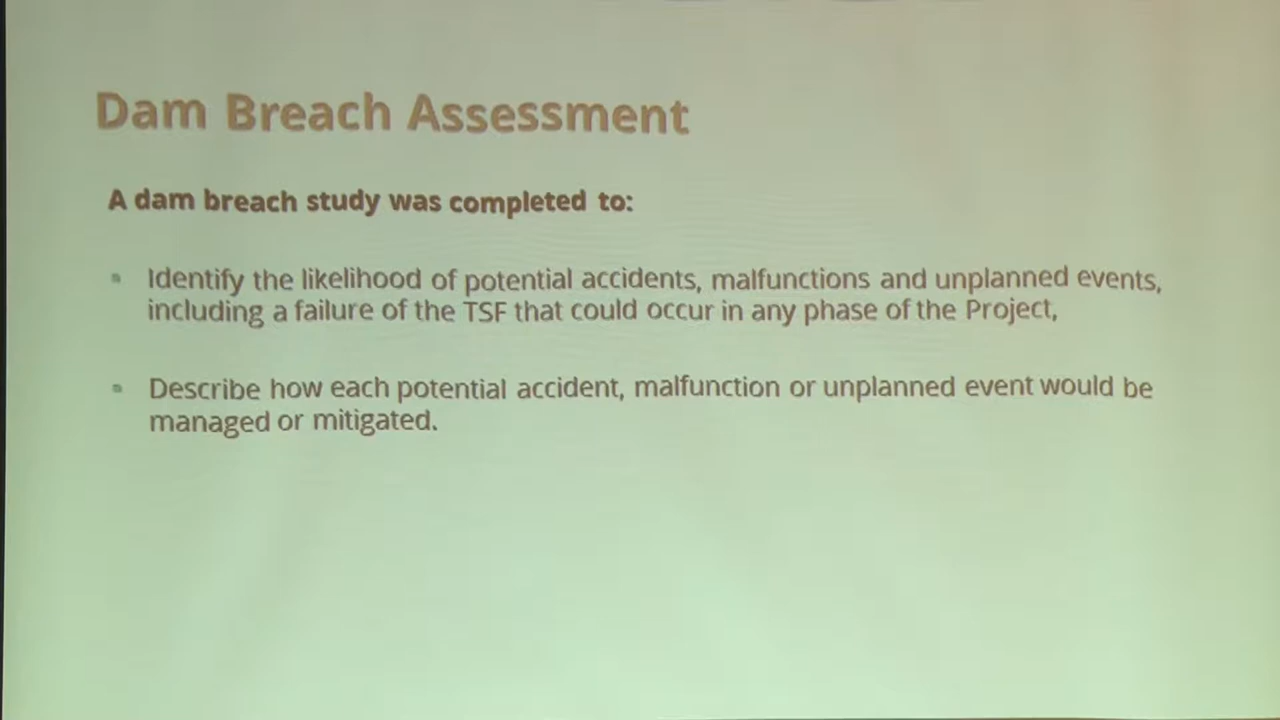 Dam Breach Assessment
A dam breach study was completed to:
Identify the likelihood of potential accidents, malfunctions and unplanned events,
including a failure of the TSF that could occur in any phase of the Project,
Describe how each potential accident, malfunction or unplanned event would be
managed or mitigated.